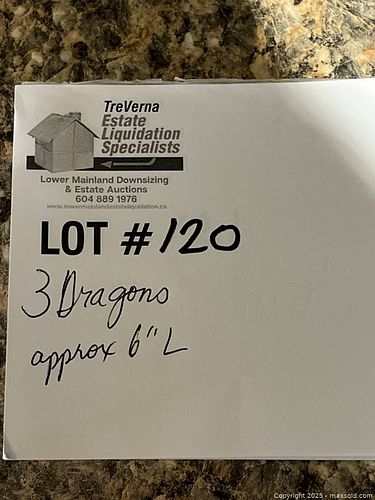 TreVerna
Estate
Liquidation
Specialists
Lower Mainland Downsizing
& Estate Auctions
604 889 1976
www.lowermainlandestateliquidation.ca
LOT #120
3 Dragons
approx 6" L
Copyright 2025 - maxsold.com